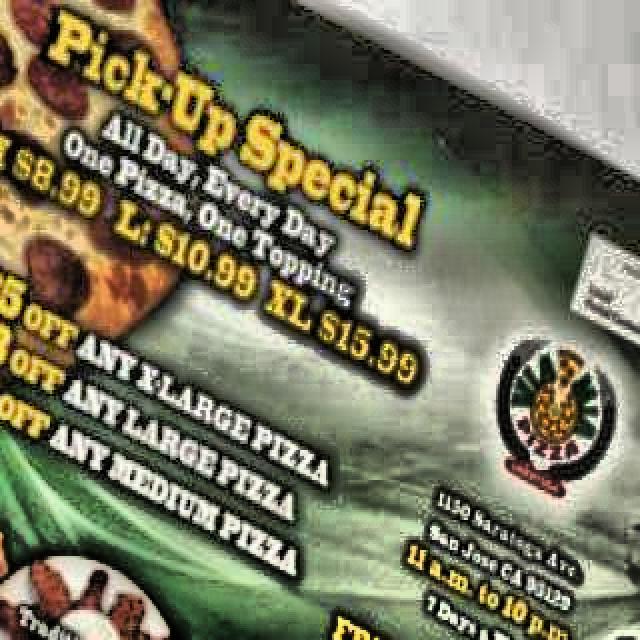 Pick-Up Special
All Day, Every Day
One Pizza, One Topping
$8.99 L: $10.99 XL $15.99
OFF ANY X-LARGE PIZZA
OFF ANY LARGE PIZZA
OFF ANY MEDIUM PIZZA
PIZZA
1150 Saratoga Ave
San Jose CA
11 a.m. to 10 p.m.
7 Days